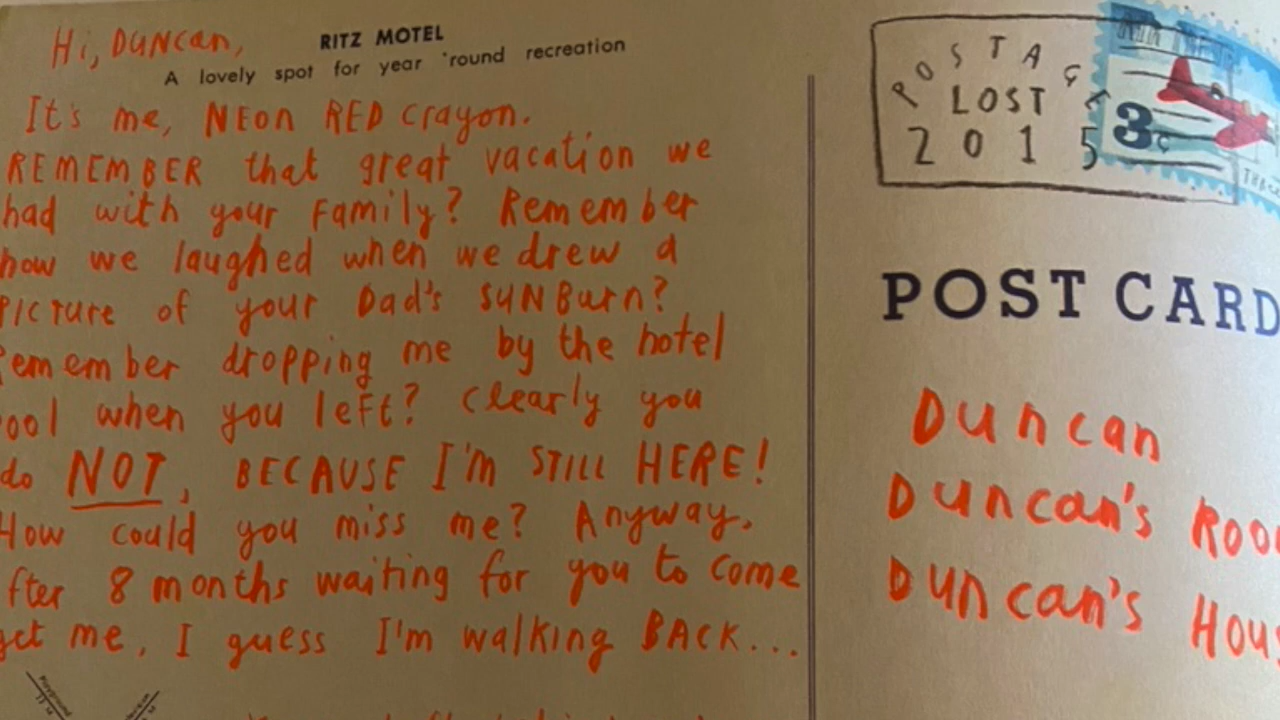 Hi, Duncan,
RITZ MOTEL
A lovely spot for year 'round recreation
It's me, NEON RED crayon.
REMEMBER that great vacation we
had with your Family? Remember
how we laughed when we drew a
picture of your Dad's SUNBurn?
Remember dropping me by the hotel
pool when you left? Clearly you
do NOT, BECAUSE I'm STILL HERE!
How could you miss me? Anyway,
After 8 months waiting for you to come
get me, I guess I'm walking BACK...
POSTAGE
LOST
2015
3¢
POST CARD
Duncan
Duncan's Room
Duncan's House
Playground